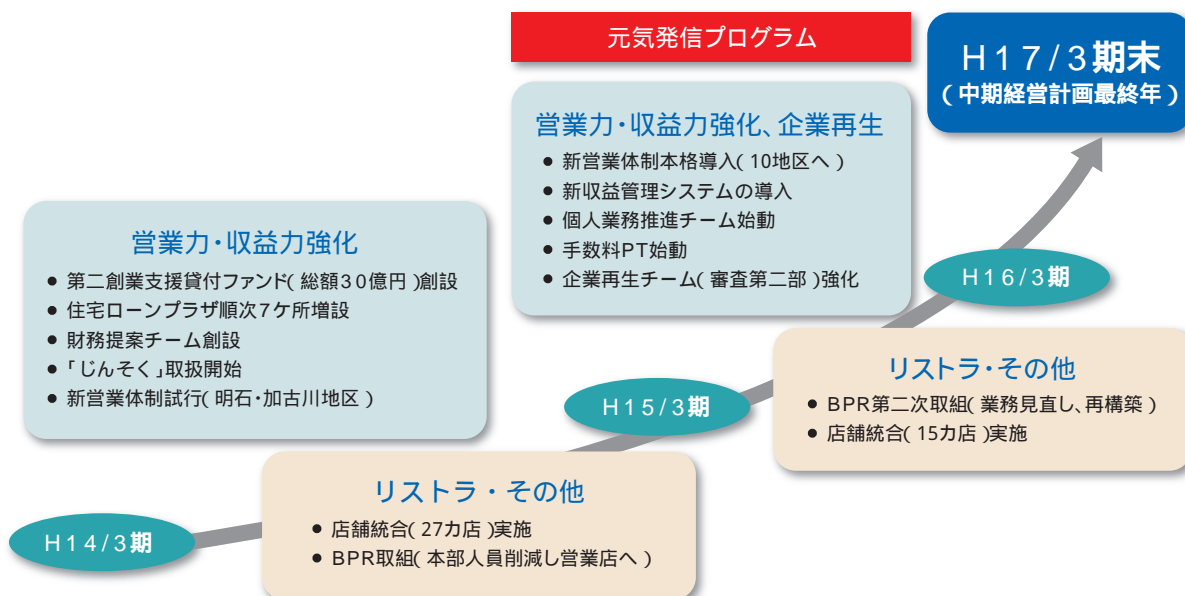 元気発信プログラム
H17/3期末
(中期経営計画最終年)
営業力・収益力強化、企業再生
● 新営業体制本格導入(10地区へ)
● 新収益管理システムの導入
● 個人業務推進チーム始動
● 手数料PT始動
● 企業再生チーム(審査第二部)強化
営業力・収益力強化
● 第二創業支援貸付ファンド(総額30億円)創設
● 住宅ローンプラザ順次7ケ所増設
● 財務提案チーム創設
● 「じんそく」取扱開始
● 新営業体制試行(明石・加古川地区)
H16/3期
リストラ・その他
● BPR第二次取組(業務見直し、再構築)
● 店舗統合(15カ店)実施
H15/3期
リストラ・その他
● 店舗統合(27カ店)実施
● BPR取組(本部人員削減し営業店へ)
H14/3期